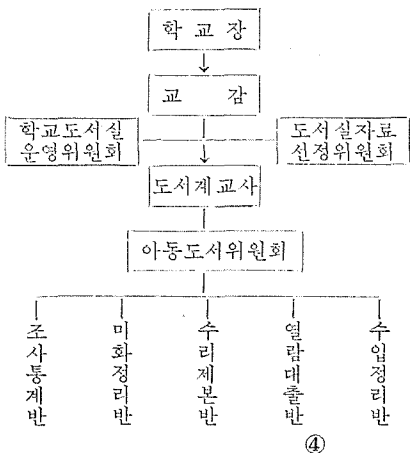 학 교 장
교 감
학교도서실
운영위원회
도서실자료
선정위원회
도서계교사
아동도서위원회
조사통계반
미화정리반
수리제본반
열람대출반
수입정리반
④